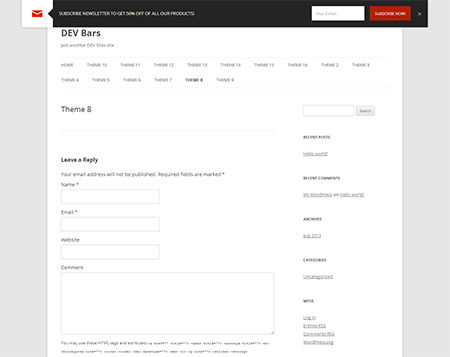 SUBSCRIBE NEWSLETTER TO GET 50% OFF OF ALL OUR PRODUCTS!
Your E-mail...
SUBSCRIBE NOW!
DEV Bars
Just another DEV Sites site
HOME THEME 10 THEME 11 THEME 12 THEME 13 THEME 14 THEME 15 THEME 16 THEME 2 THEME 3
THEME 4 THEME 5 THEME 6 THEME 7 THEME 8 THEME 9
Theme 8
Leave a Reply
Your email address will not be published. Required fields are marked *
Name *
Email *
Website
Comment
You may use these HTML tags and attributes:
Search
RECENT POSTS
Hello world!
RECENT COMMENTS
Mr WordPress on Hello world!
ARCHIVES
July 2013
CATEGORIES
Uncategorized
META
Log in
Entries RSS
Comments RSS
WordPress.org